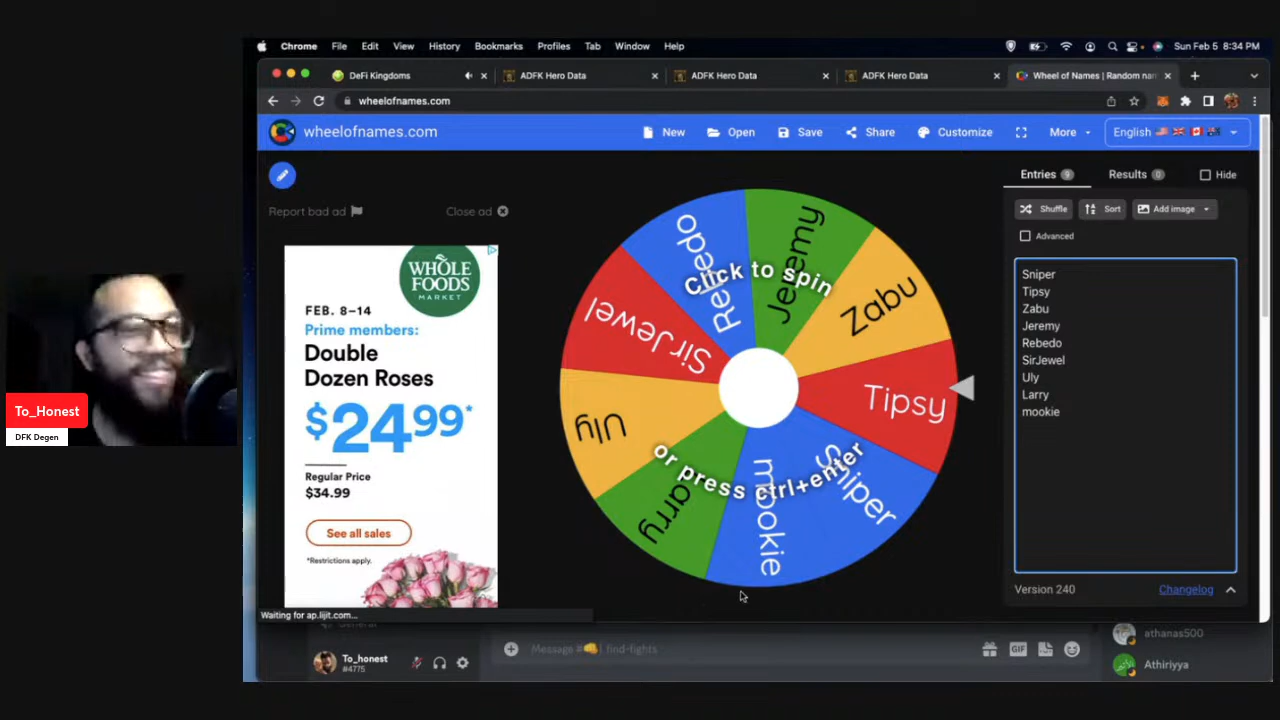 Chrome File Edit View History Bookmarks Profiles Tab Window Help
Sun Feb 5 8:34 PM
DeFi Kingdoms
ADFK Hero Data
ADFK Hero Data
ADFK Hero Data
Wheel of Names | Random nam
wheelofnames.com
wheelofnames.com
New
Open
Save
Share
Customize
More
English
Report bad ad
Close ad
WHOLE
FOODS
MARKET
FEB. 8–14
Prime members:
Double
Dozen Roses
$24.99*
Regular Price
$34.99
See all sales
*Restrictions apply.
Waiting for ap.lijit.com...
Click to spin
or press ctrl+enter
Jeremy
Zabu
Tipsy
Sniper
mookie
Larry
Uly
SirJewel
Rebedo
Entries 9
Results 0
Hide
Shuffle
Sort
Add image
Advanced
Sniper
Tipsy
Zabu
Jeremy
Rebedo
SirJewel
Uly
Larry
mookie
Version 240
Changelog
To_Honest
DFK Degen
To_honest
#4775
Message #👊| find-fights
GIF
athanas500
Athiriyya